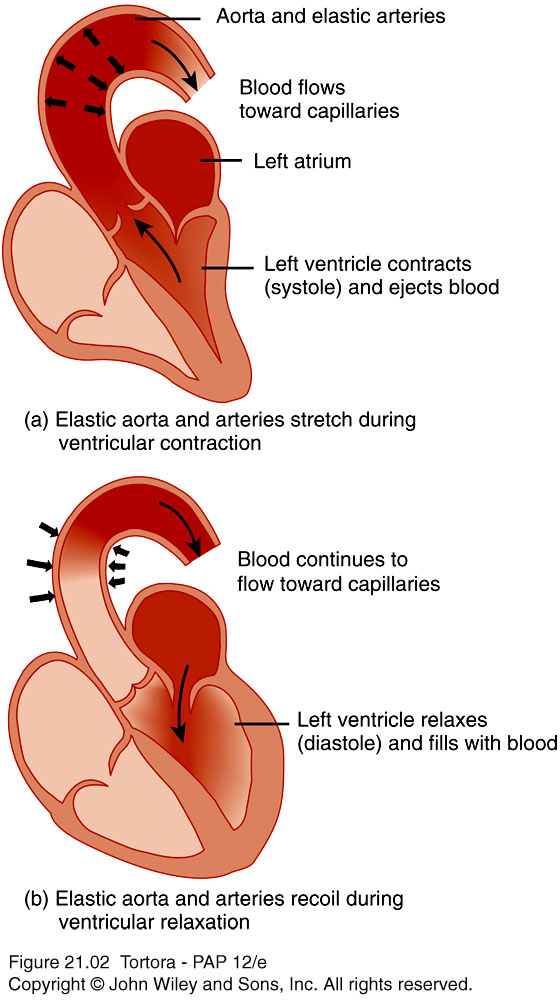 Aorta and elastic arteries
Blood flows
toward capillaries
Left atrium
Left ventricle contracts
(systole) and ejects blood
(a) Elastic aorta and arteries stretch during
ventricular contraction
Blood continues to
flow toward capillaries
Left ventricle relaxes
(diastole) and fills with blood
(b) Elastic aorta and arteries recoil during
ventricular relaxation
Figure 21.02 Tortora - PAP 12/e
Copyright © John Wiley and Sons, Inc. All rights reserved.